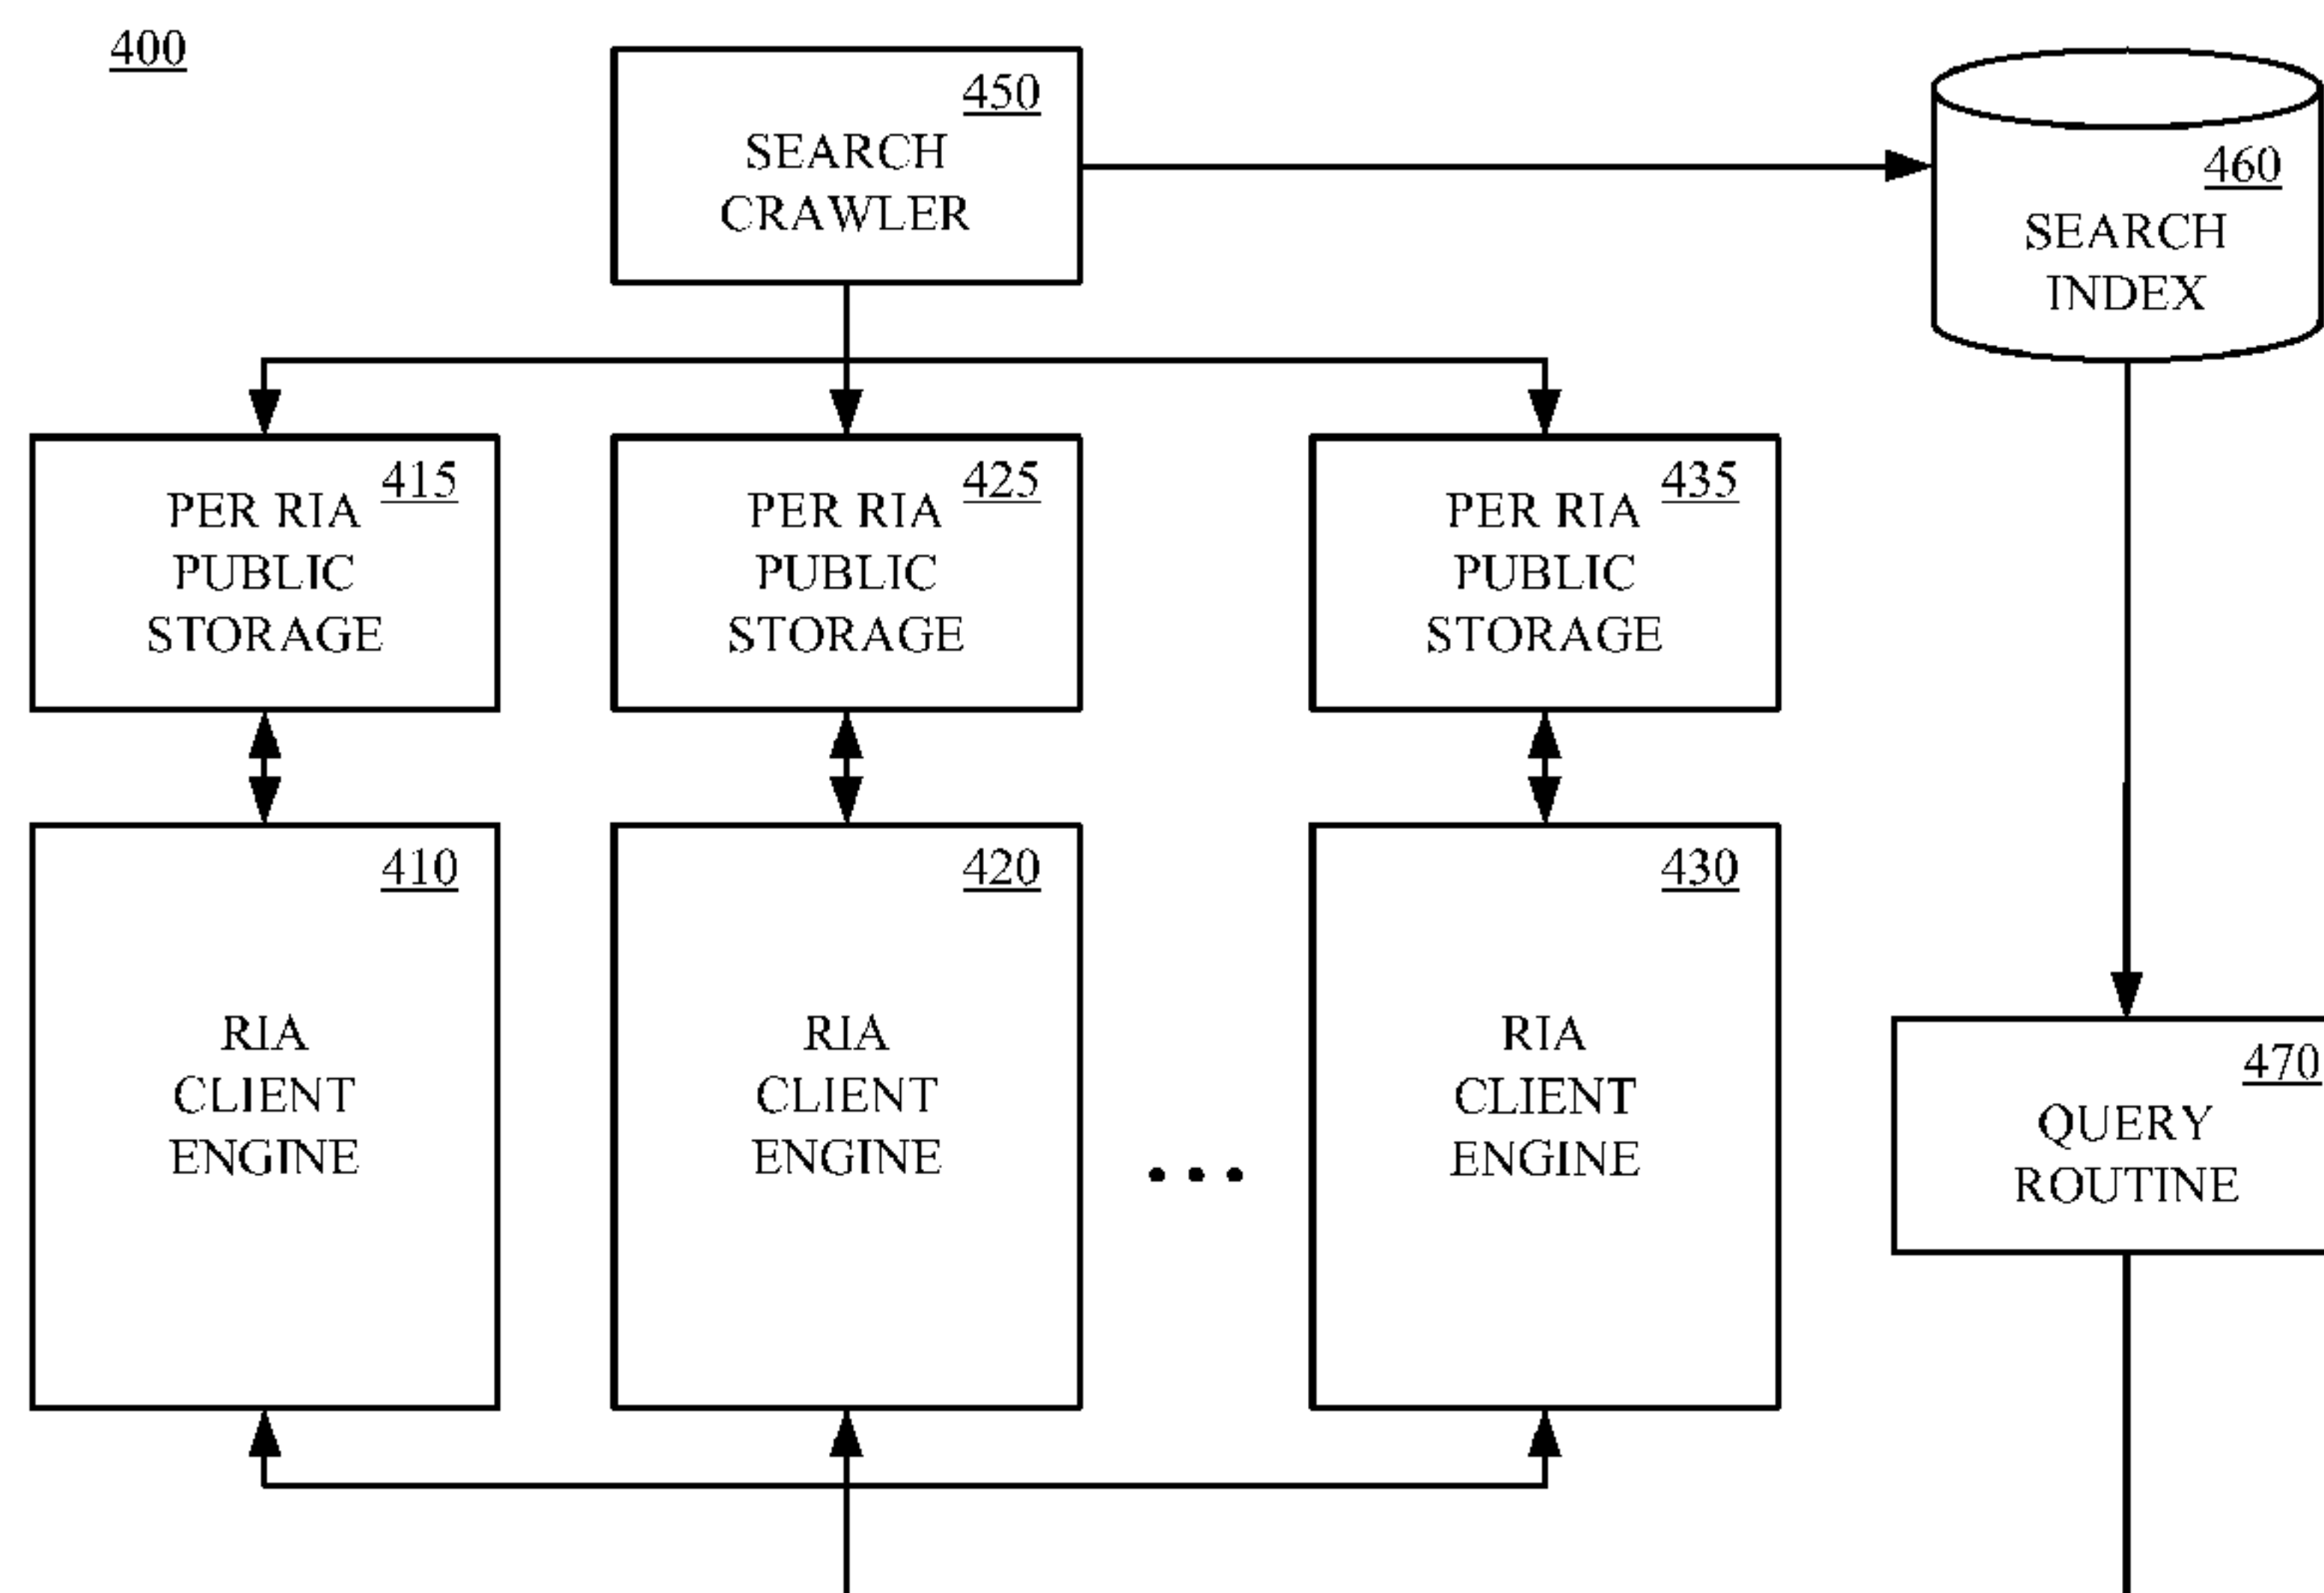 400
450
SEARCH
CRAWLER
460
SEARCH
INDEX
415
PER RIA
PUBLIC
STORAGE
425
PER RIA
PUBLIC
STORAGE
435
PER RIA
PUBLIC
STORAGE
410
RIA
CLIENT
ENGINE
420
RIA
CLIENT
ENGINE
430
RIA
CLIENT
ENGINE
• • •
470
QUERY
ROUTINE